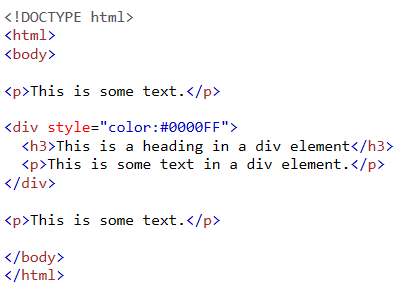 <!DOCTYPE html>
<html>
<body>
<p>This is some text.</p>
<div style="color:#0000FF">
<h3>This is a heading in a div element</h3>
<p>This is some text in a div element.</p>
</div>
<p>This is some text.</p>
</body>
</html>